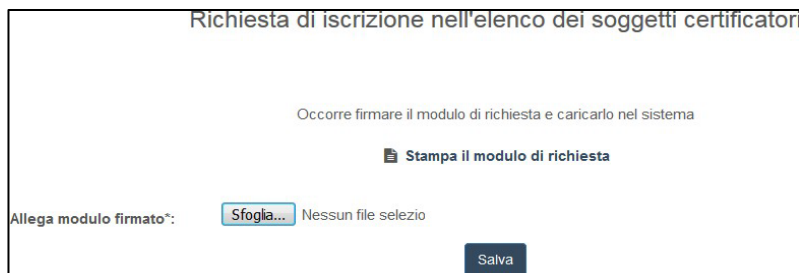 Richiesta di iscrizione nell'elenco dei soggetti certificatori
Occorre firmare il modulo di richiesta e caricarlo nel sistema
Stampa il modulo di richiesta
Allega modulo firmato*: Sfoglia... Nessun file selezio
Salva